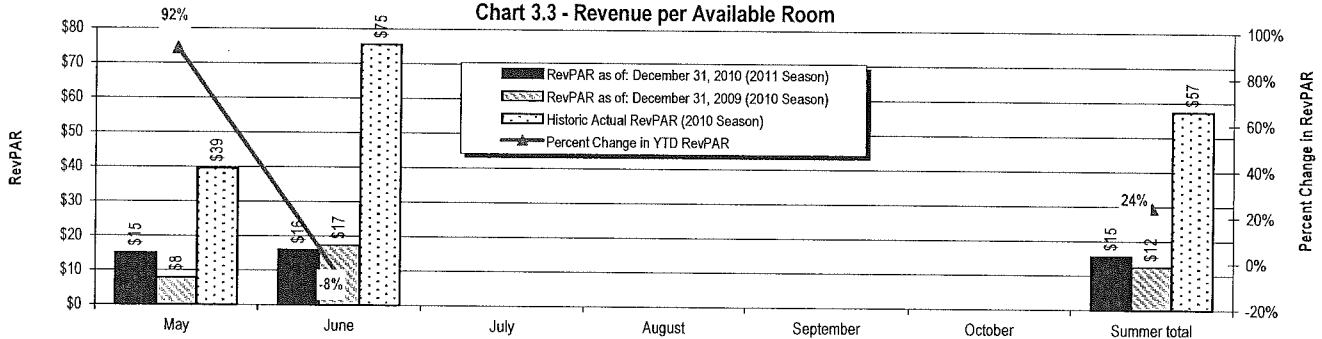 Chart 3.3 - Revenue per Available Room
92%
$80
$70
$60
$50
$40
$30
$20
$10
$0
RevPAR
$15
$8
$39
$16
$17
$75
-8%
RevPAR as of: December 31, 2010 (2011 Season)
RevPAR as of: December 31, 2009 (2010 Season)
Historic Actual RevPAR (2010 Season)
Percent Change in YTD RevPAR
24%
$15
$12
$57
100%
80%
60%
40%
20%
0%
-20%
Percent Change in RevPAR
May
June
July
August
September
October
Summer total